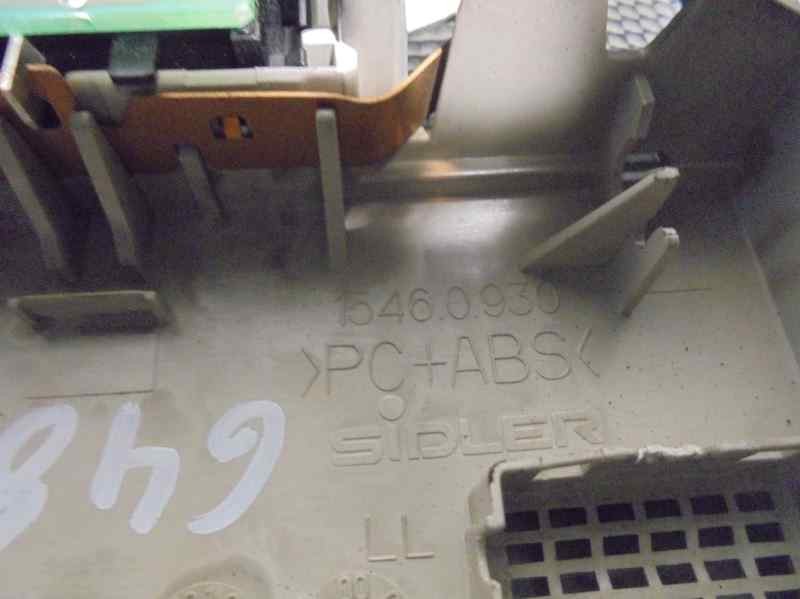 1546.0.930
>PC+ABS<
SiDLER
LL